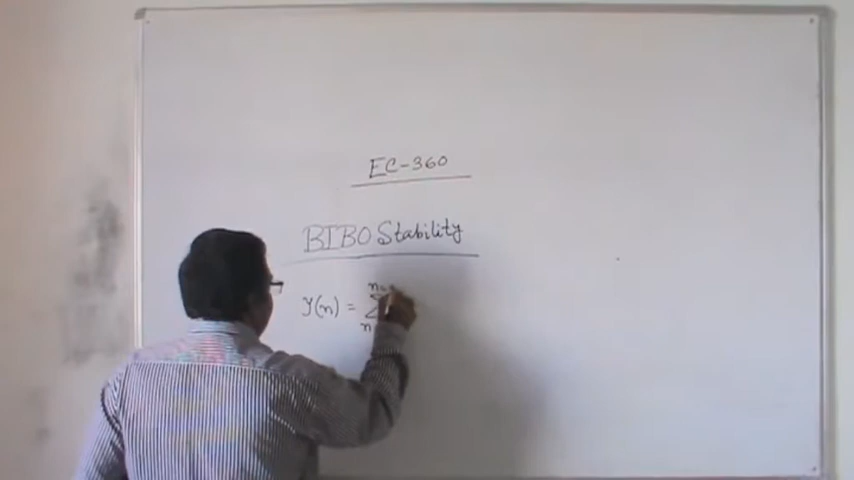 EC-360
BIBO Stability
y(n) = Σ